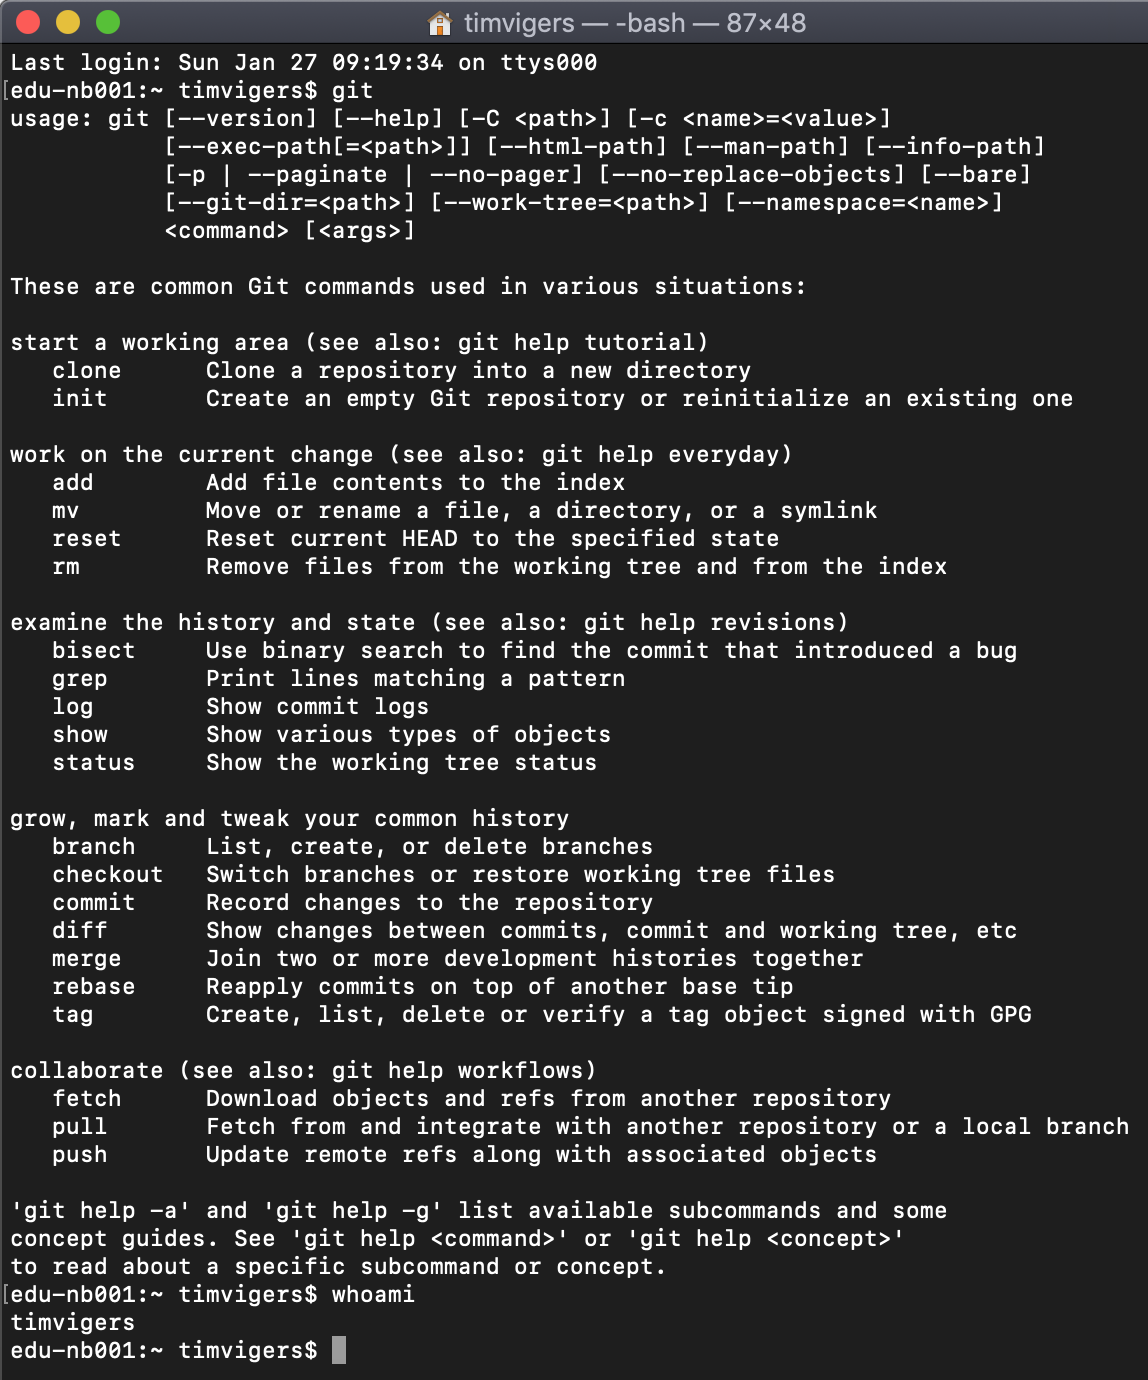 timvigers — -bash — 87×48
Last login: Sun Jan 27 09:19:34 on ttys000
[edu-nb001:~ timvigers$ git
usage: git [--version] [--help] [-C <path>] [-c <name>=<value>]
           [--exec-path[=<path>]] [--html-path] [--man-path] [--info-path]
           [-p | --paginate | --no-pager] [--no-replace-objects] [--bare]
           [--git-dir=<path>] [--work-tree=<path>] [--namespace=<name>]
           <command> [<args>]

These are common Git commands used in various situations:

start a working area (see also: git help tutorial)
   clone      Clone a repository into a new directory
   init       Create an empty Git repository or reinitialize an existing one

work on the current change (see also: git help everyday)
   add        Add file contents to the index
   mv         Move or rename a file, a directory, or a symlink
   reset      Reset current HEAD to the specified state
   rm         Remove files from the working tree and from the index

examine the history and state (see also: git help revisions)
   bisect     Use binary search to find the commit that introduced a bug
   grep       Print lines matching a pattern
   log        Show commit logs
   show       Show various types of objects
   status     Show the working tree status

grow, mark and tweak your common history
   branch     List, create, or delete branches
   checkout   Switch branches or restore working tree files
   commit     Record changes to the repository
   diff       Show changes between commits, commit and working tree, etc
   merge      Join two or more development histories together
   rebase     Reapply commits on top of another base tip
   tag        Create, list, delete or verify a tag object signed with GPG

collaborate (see also: git help workflows)
   fetch      Download objects and refs from another repository
   pull       Fetch from and integrate with another repository or a local branch
   push       Update remote refs along with associated objects

'git help -a' and 'git help -g' list available subcommands and some
concept guides. See 'git help <command>' or 'git help <concept>'
to read about a specific subcommand or concept.
[edu-nb001:~ timvigers$ whoami
timvigers
edu-nb001:~ timvigers$